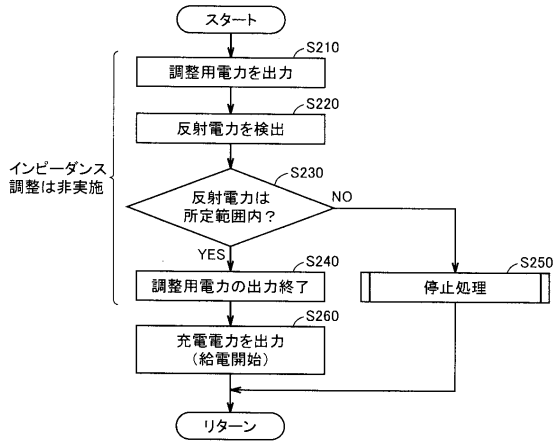 スタート
S210
調整用電力を出力
S220
反射電力を検出
インピーダンス
調整は非実施
S230
反射電力は
所定範囲内?
NO
YES
S240
調整用電力の出力終了
S250
停止処理
S260
充電電力を出力
(給電開始)
リターン